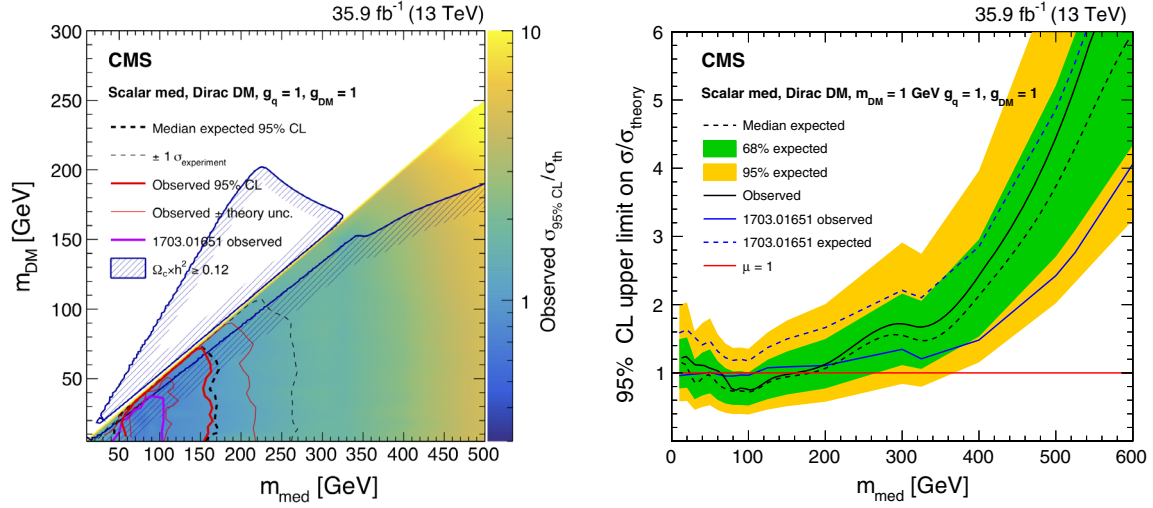 35.9 fb⁻¹ (13 TeV)
CMS
Scalar med, Dirac DM, g_q = 1, g_DM = 1
Median expected 95% CL
± 1 σ_experiment
Observed 95% CL
Observed ± theory unc.
1703.01651 observed
Ω_c×h² ≥ 0.12
m_DM [GeV]
300
250
200
150
100
50
50 100 150 200 250 300 350 400 450 500
m_med [GeV]
10
1
Observed σ_95% CL/σ_th
35.9 fb⁻¹ (13 TeV)
CMS
Scalar med, Dirac DM, m_DM = 1 GeV g_q = 1, g_DM = 1
Median expected
68% expected
95% expected
Observed
1703.01651 observed
1703.01651 expected
μ = 1
95% CL upper limit on σ/σ_theory
6
5
4
3
2
1
0
0 100 200 300 400 500 600
m_med [GeV]